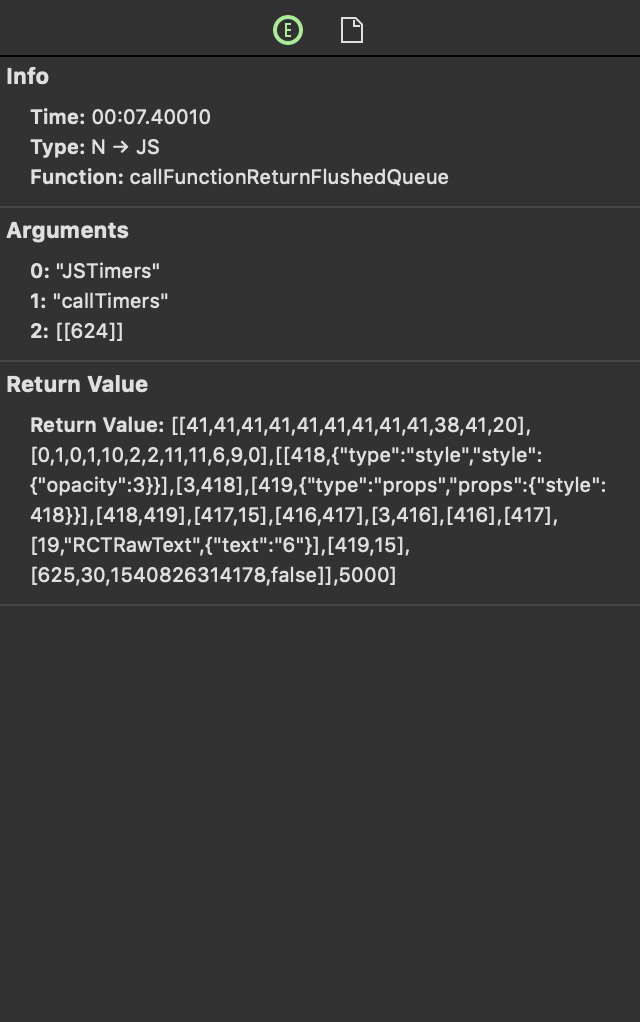 E
Info
Time: 00:07.40010
Type: N → JS
Function: callFunctionReturnFlushedQueue
Arguments
0: "JSTimers"
1: "callTimers"
2: [[624]]
Return Value
Return Value: [[41,41,41,41,41,41,41,41,41,38,41,20],
[0,1,0,1,10,2,2,11,11,6,9,0],[[418,{"type":"style","style":
{"opacity":3}}],[3,418],[419,{"type":"props","props":{"style":
418}}],[418,419],[417,15],[416,417],[3,416],[416],[417],
[19,"RCTRawText",{"text":"6"}],[419,15],
[625,30,1540826314178,false]],5000]